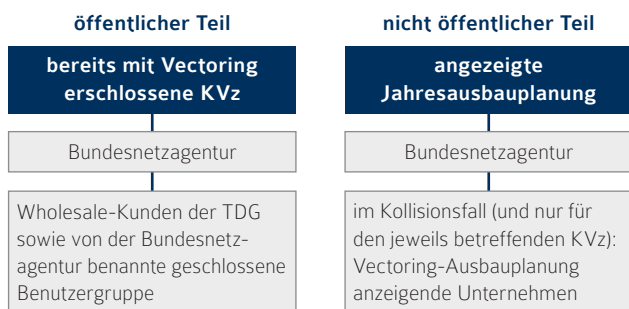 öffentlicher Teil
bereits mit Vectoring
erschlossene KVz
Bundesnetzagentur
Wholesale-Kunden der TDG
sowie von der Bundesnetz-
agentur benannte geschlossene
Benutzergruppe
nicht öffentlicher Teil
angezeigte
Jahresausbauplanung
Bundesnetzagentur
im Kollisionsfall (und nur für
den jeweils betreffenden KVz):
Vectoring-Ausbauplanung
anzeigende Unternehmen